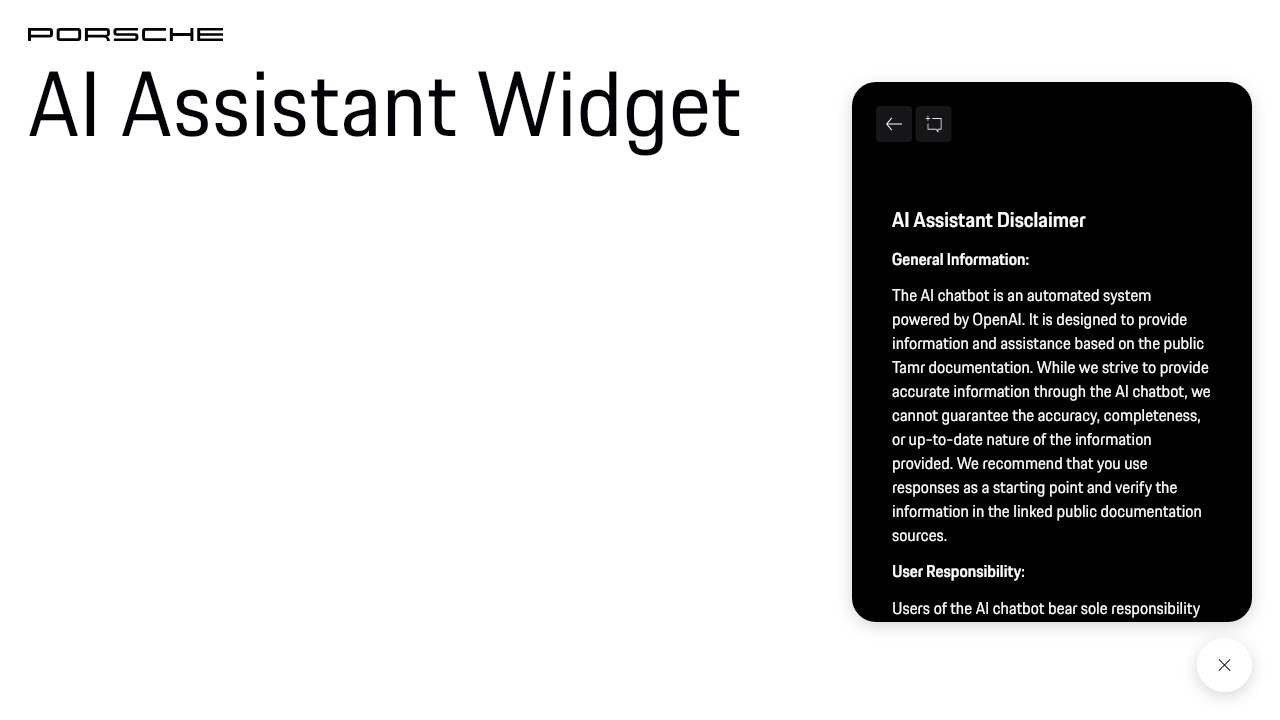 PORSCHE
AI Assistant Widget
AI Assistant Disclaimer
General Information:
The AI chatbot is an automated system
powered by OpenAI. It is designed to provide
information and assistance based on the public
Tamr documentation. While we strive to provide
accurate information through the AI chatbot, we
cannot guarantee the accuracy, completeness,
or up-to-date nature of the information
provided. We recommend that you use
responses as a starting point and verify the
information in the linked public documentation
sources.
User Responsibility:
Users of the AI chatbot bear sole responsibility